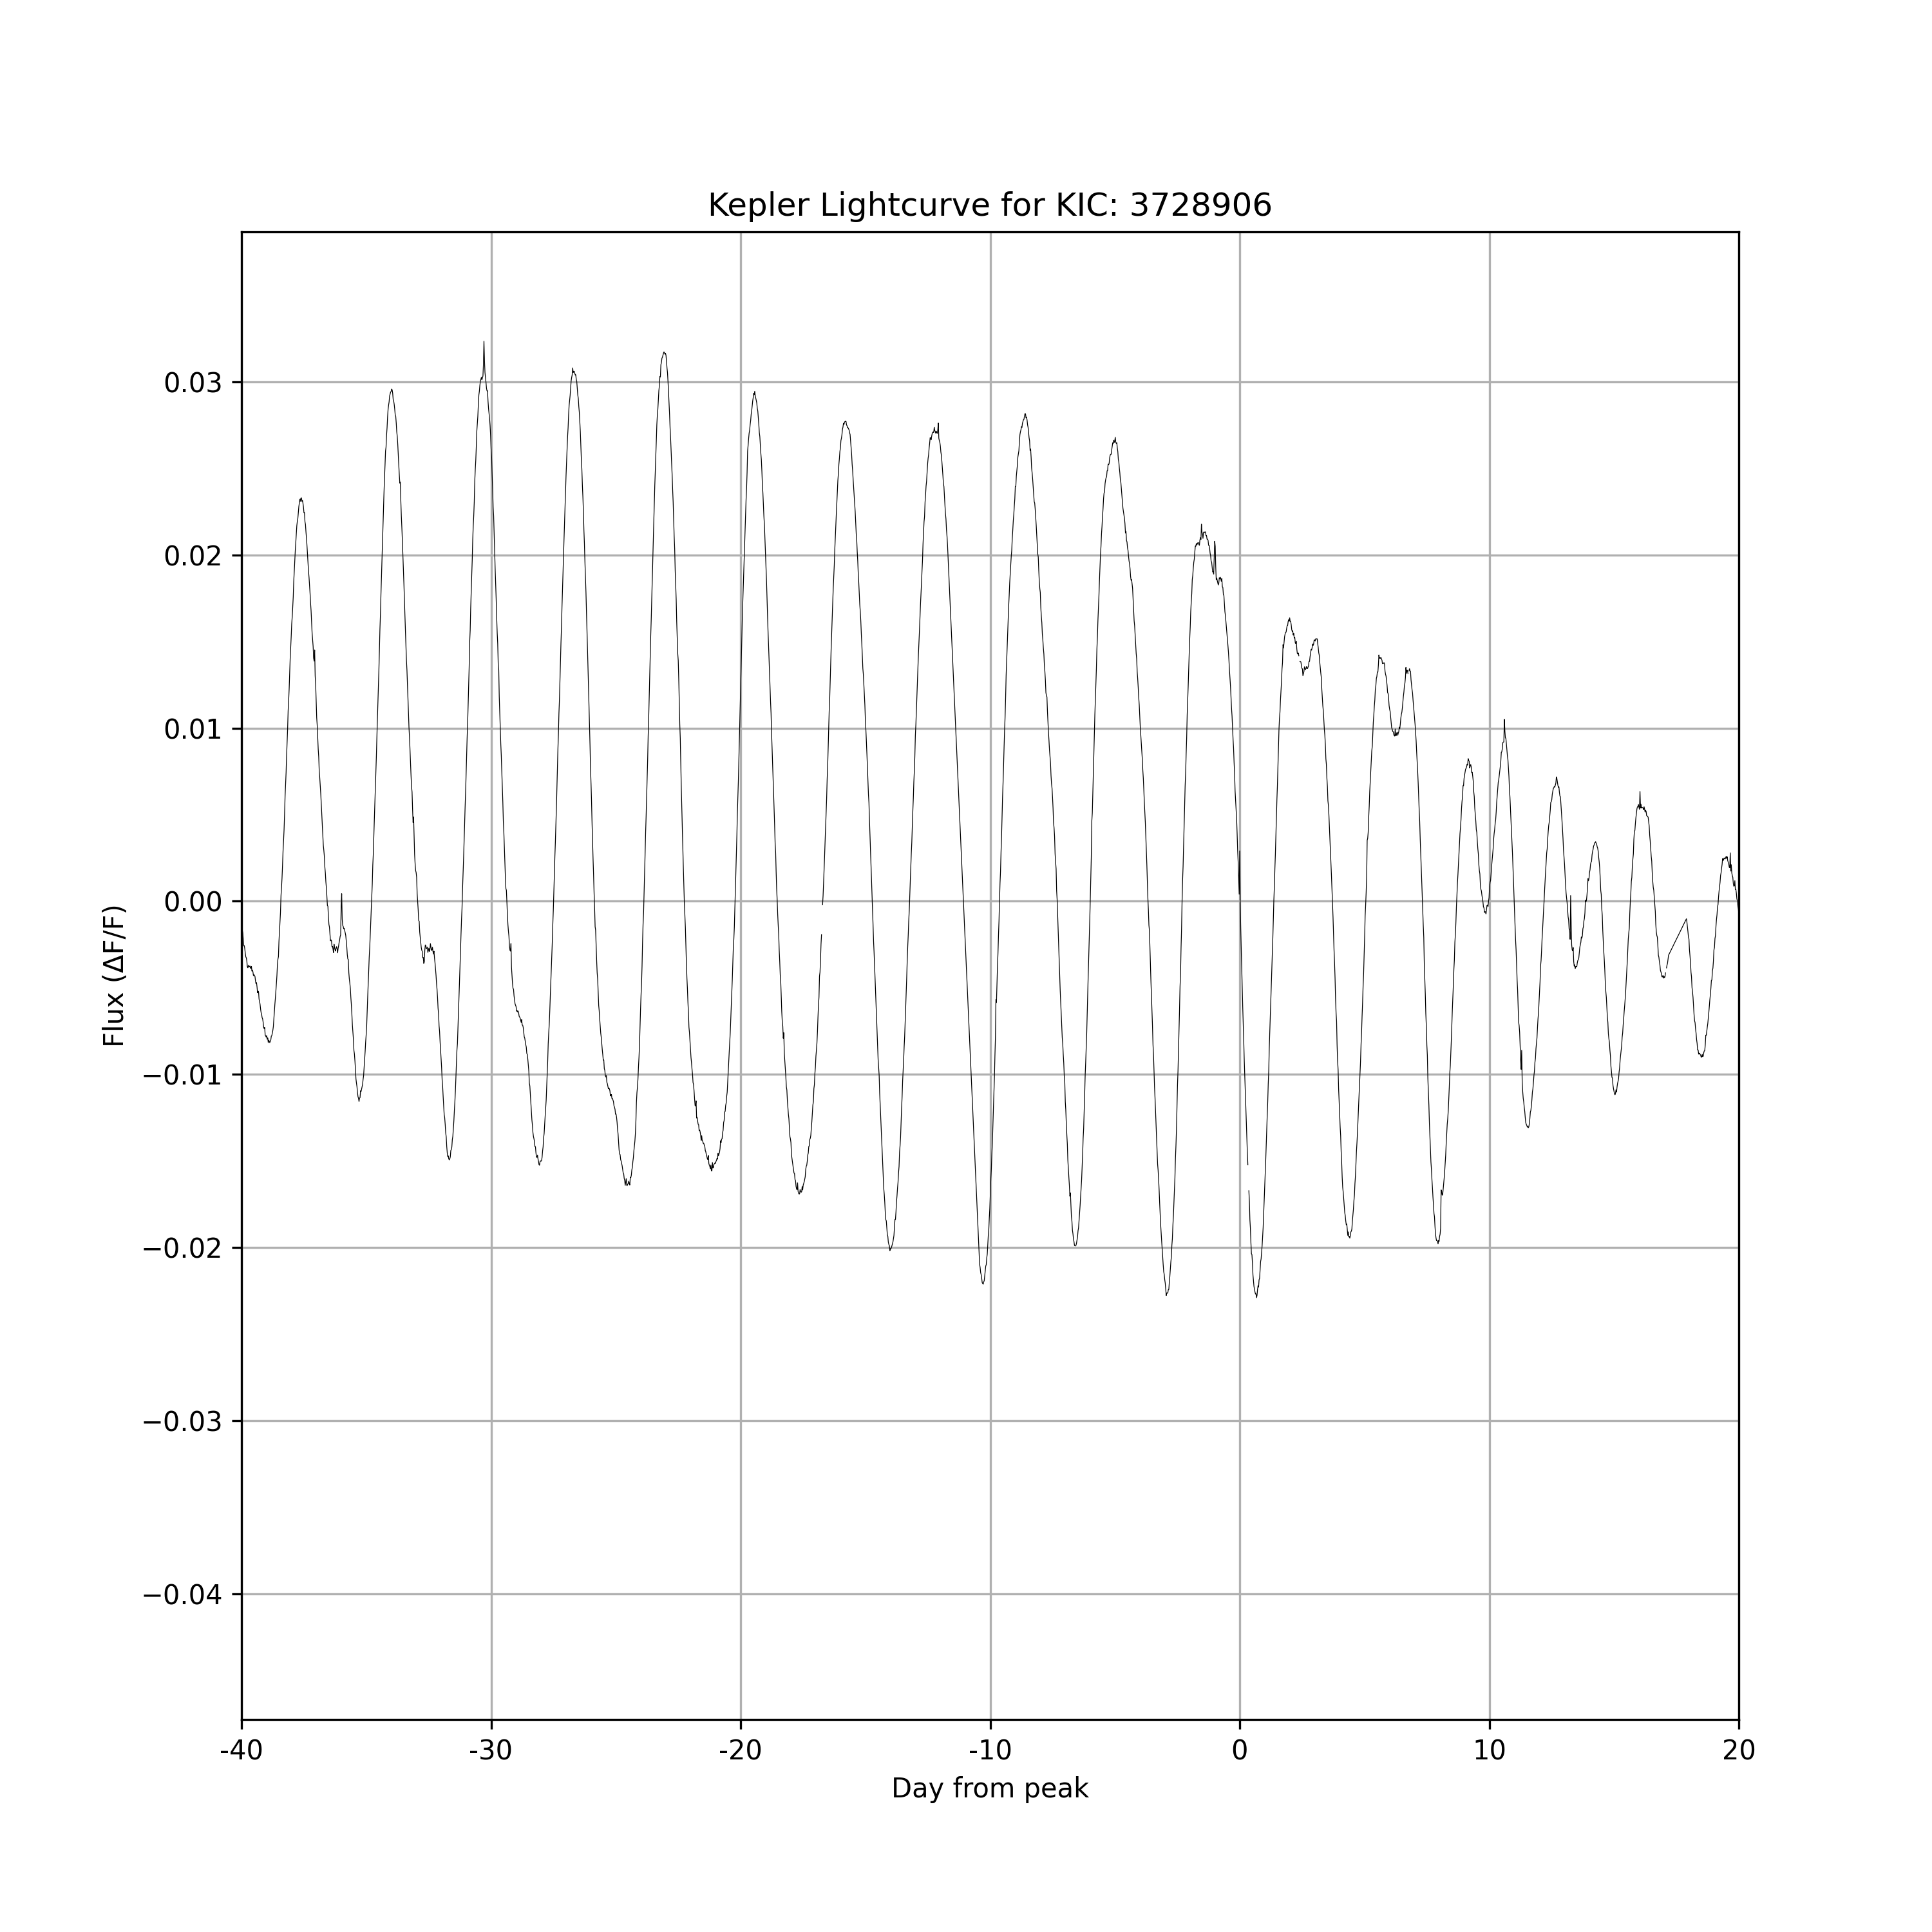 Kepler Lightcurve for KIC: 3728906
0.03
0.02
0.01
0.00
−0.01
−0.02
−0.03
−0.04
Flux (ΔF/F)
-40 -30 -20 -10 0 10 20
Day from peak